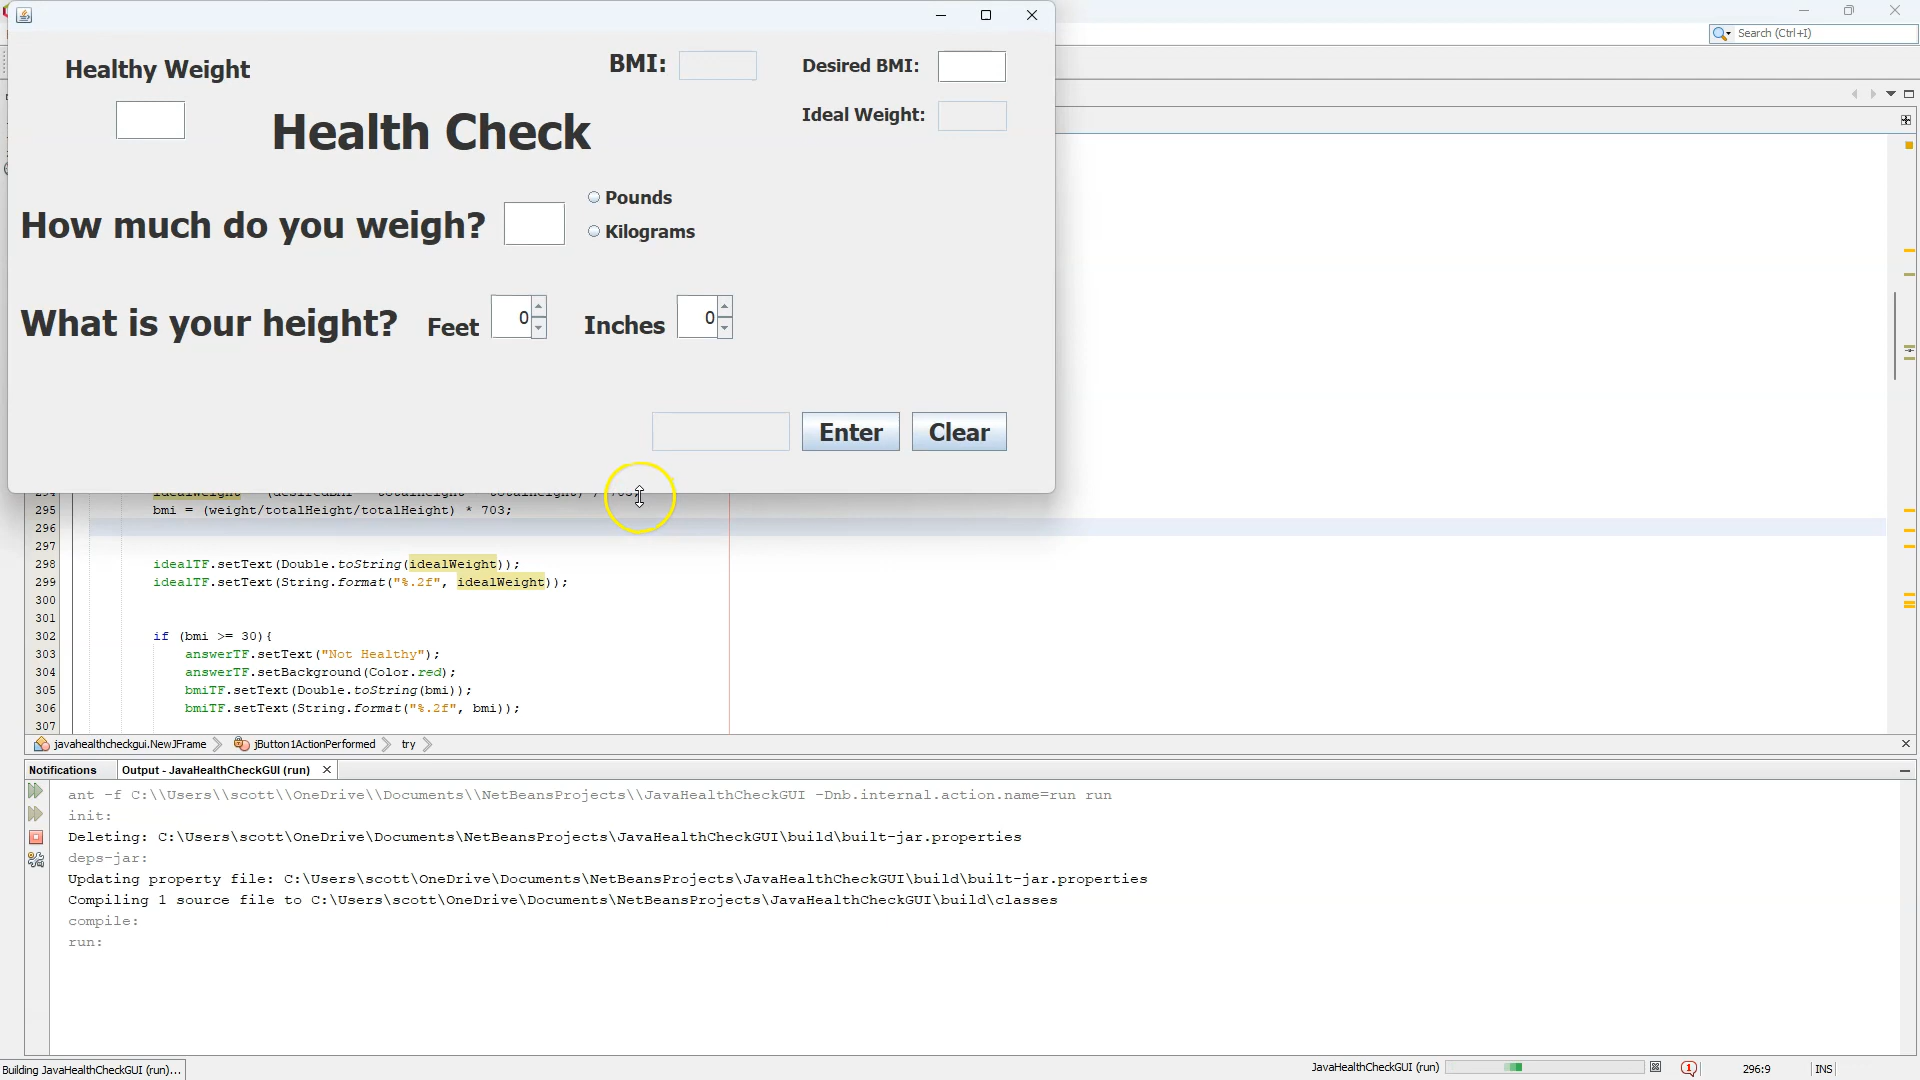 Search (Ctrl+I)
Healthy Weight
BMI:
Desired BMI:
Ideal Weight:
Health Check
How much do you weigh?
Pounds
Kilograms
What is your height?
Feet
0
Inches
0
Enter
Clear
295 bmi = (weight/totalHeight/totalHeight) * 703;
296
297
298 idealTF.setText(Double.toString(idealWeight));
299 idealTF.setText(String.format("%.2f", idealWeight));
300
301
302 if (bmi >= 30){
303 answerTF.setText("Not Healthy");
304 answerTF.setBackground(Color.red);
305 bmiTF.setText(Double.toString(bmi));
306 bmiTF.setText(String.format("%.2f", bmi));
307
javahealthcheckgui.NewJFrame jButton1ActionPerformed try
Notifications Output - JavaHealthCheckGUI (run)
ant -f C:\\Users\\scott\\OneDrive\\Documents\\NetBeansProjects\\JavaHealthCheckGUI -Dnb.internal.action.name=run run
init:
Deleting: C:\Users\scott\OneDrive\Documents\NetBeansProjects\JavaHealthCheckGUI\build\built-jar.properties
deps-jar:
Updating property file: C:\Users\scott\OneDrive\Documents\NetBeansProjects\JavaHealthCheckGUI\build\built-jar.properties
Compiling 1 source file to C:\Users\scott\OneDrive\Documents\NetBeansProjects\JavaHealthCheckGUI\build\classes
compile:
run:
Building JavaHealthCheckGUI (run)...
JavaHealthCheckGUI (run)
1
296:9
INS